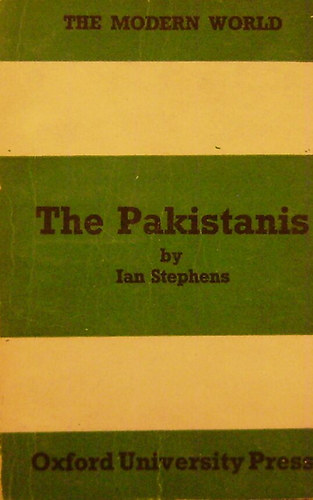 THE MODERN WORLD
The Pakistanis
by
Ian Stephens
Oxford University Press